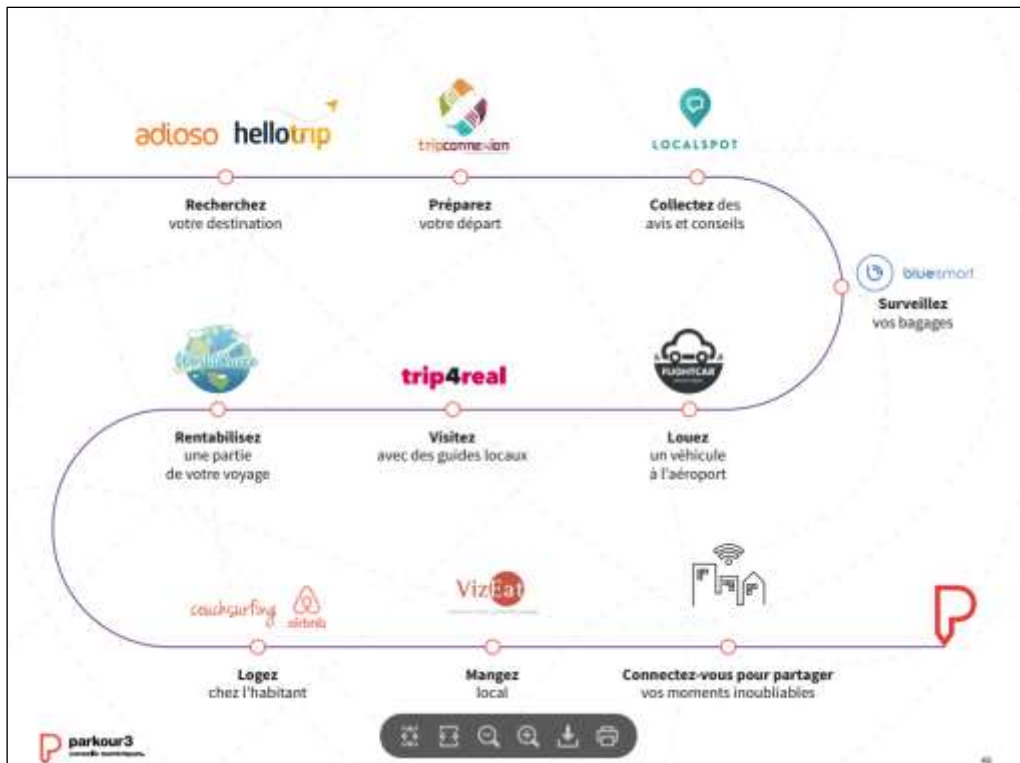 adioso hellotrip
tripconnexion
LOCALSPOT
Recherchez
votre destination
Préparez
votre départ
Collectez des
avis et conseils
bluesmart
Surveillez
vos bagages
FLIGHTCAR
Louez
un véhicule
à l'aéroport
trip4real
Visitez
avec des guides locaux
Rentabilisez
une partie
de votre voyage
couchsurfing airbnb
Logez
chez l'habitant
VizEat
Mangez
local
Connectez-vous pour partager
vos moments inoubliables
parkour3